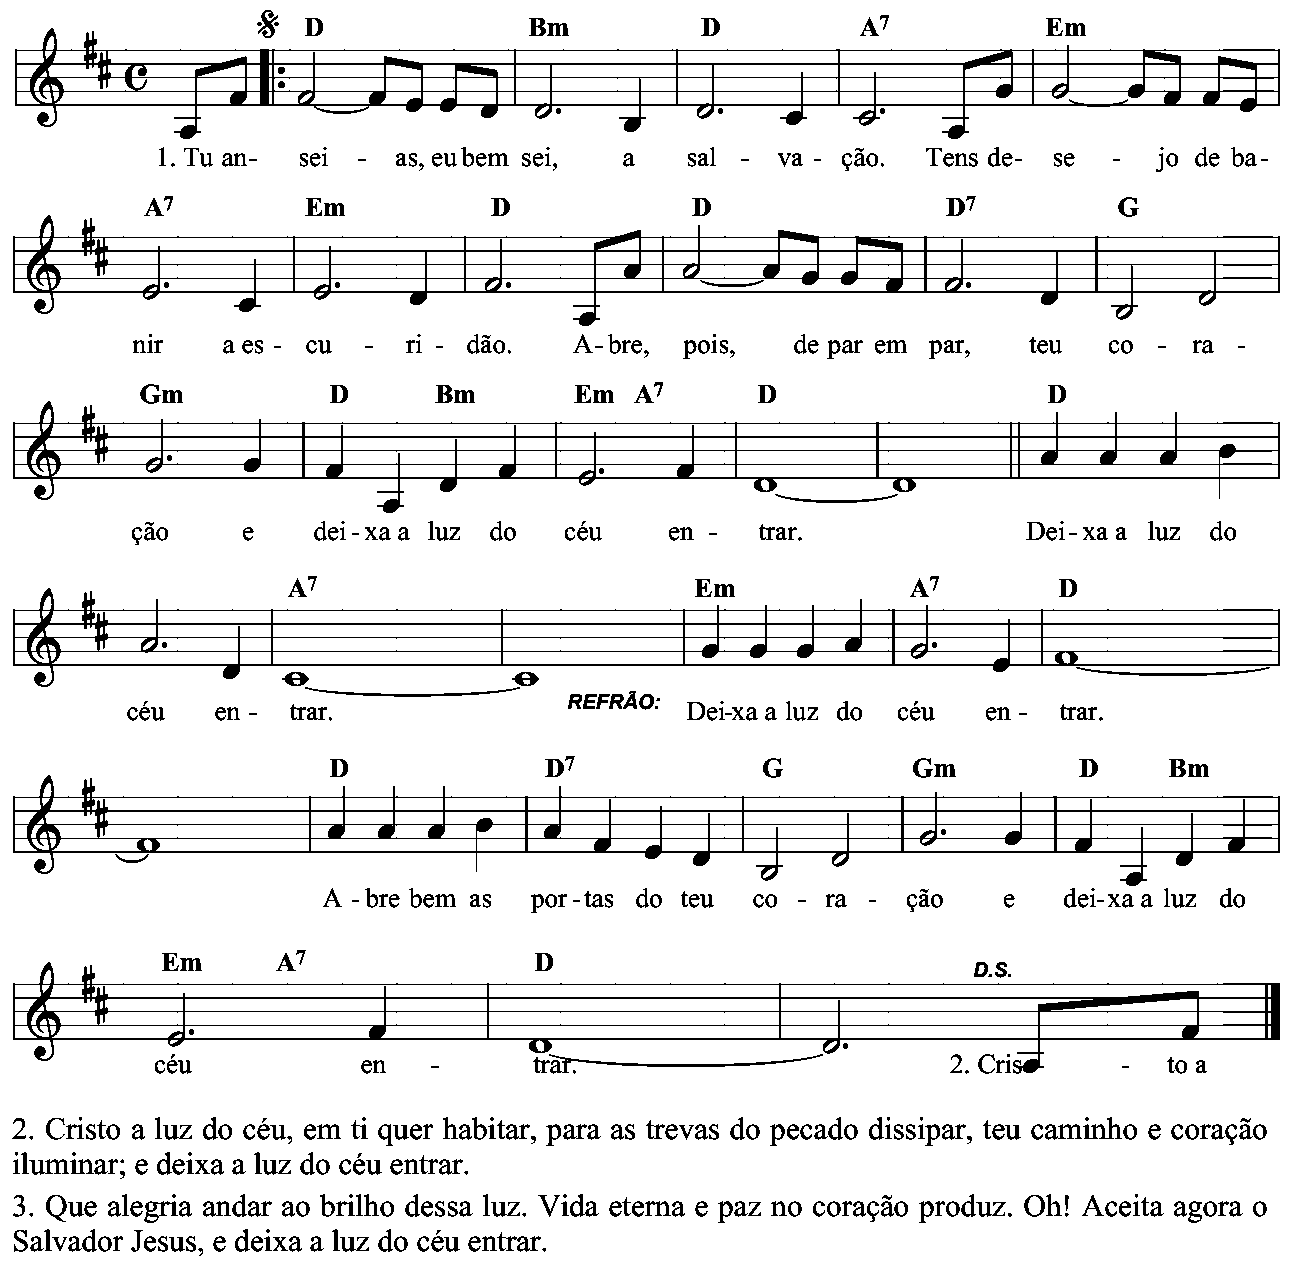 D Bm D A7 Em
1. Tu an- sei - as, eu bem sei, a sal - va - ção. Tens de- se - jo de ba-
A7 Em D D D7 G
nir a es - cu - ri - dão. A-bre, pois, de par em par, teu co - ra -
Gm D Bm Em A7 D D
ção e dei-xa a luz do céu en - trar. Dei-xa a luz do
A7 Em A7 D
céu en - trar. REFRÃO: Dei-xa a luz do céu en - trar.
D D7 G Gm D Bm
A - bre bem as por-tas do teu co - ra - ção e dei-xa a luz do
Em A7 D D.S.
céu en - trar. 2. Cris - to a
2. Cristo a luz do céu, em ti quer habitar, para as trevas do pecado dissipar, teu caminho e coração
iluminar; e deixa a luz do céu entrar.
3. Que alegria andar ao brilho dessa luz. Vida eterna e paz no coração produz. Oh! Aceita agora o
Salvador Jesus, e deixa a luz do céu entrar.